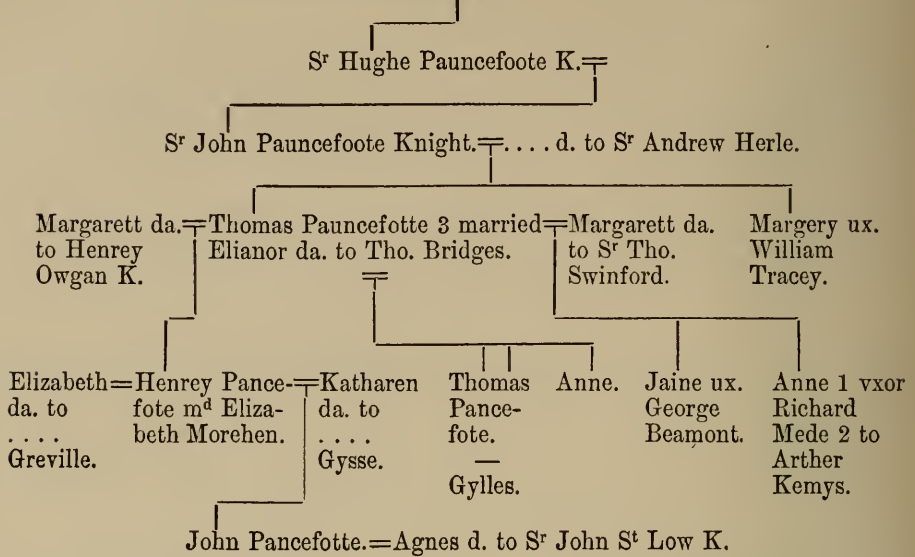 Sʳ Hughe Pauncefoote K.
Sʳ John Pauncefoote Knight. .... d. to Sʳ Andrew Herle.
Margarett da.
to Henrey
Owgan K.
Thomas Pauncefotte 3 married
Elianor da. to Tho. Bridges.
Margarett da.
to Sʳ Tho.
Swinford.
Margery ux.
William
Tracey.
Elizabeth
da. to
....
Greville.
=
Henrey Pance-
fote mᵈ Eliza-
beth Morehen.
Katharen
da. to
....
Gysse.
Thomas
Pance-
fote.
—
Gylles.
Anne.
Jaine ux.
George
Beamont.
Anne 1 vxor
Richard
Mede 2 to
Arther
Kemys.
John Pancefotte.=Agnes d. to Sʳ John Sᵗ Low K.